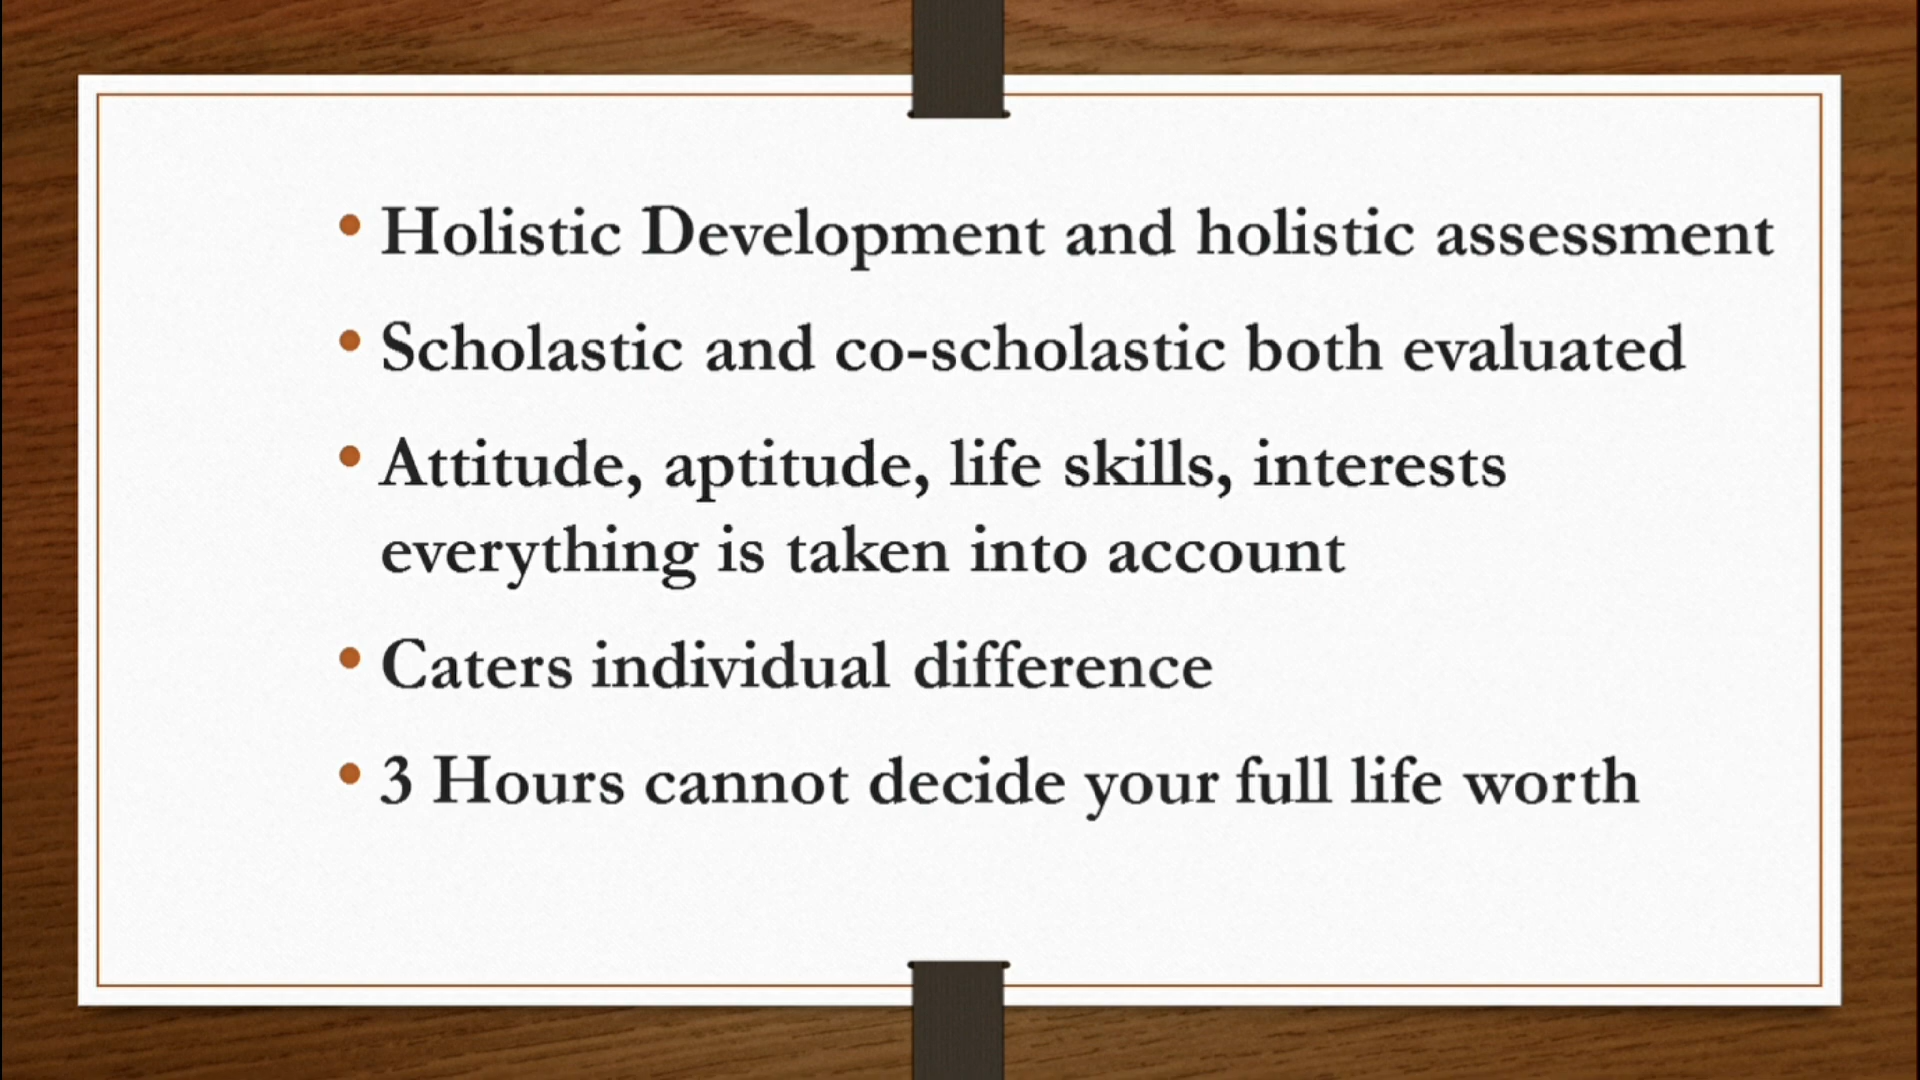 • Holistic Development and holistic assessment
• Scholastic and co-scholastic both evaluated
• Attitude, aptitude, life skills, interests
everything is taken into account
• Caters individual difference
• 3 Hours cannot decide your full life worth